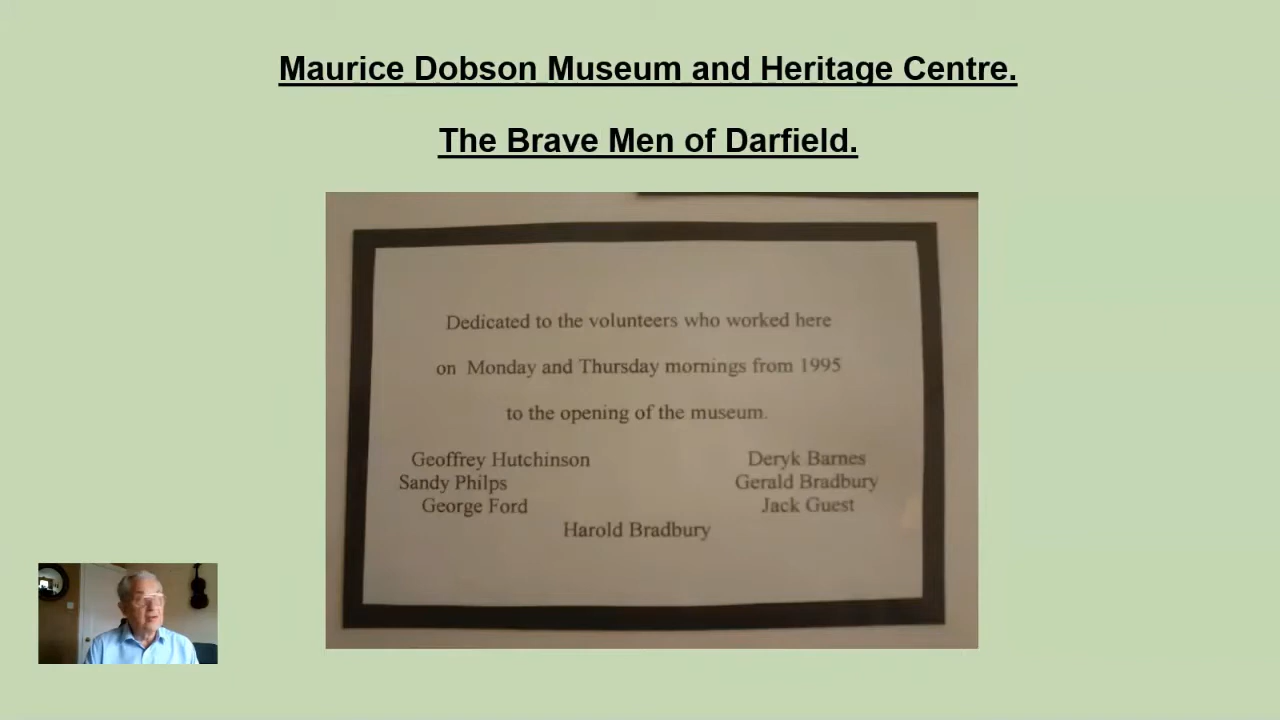 Maurice Dobson Museum and Heritage Centre.
The Brave Men of Darfield.
Dedicated to the volunteers who worked here
on Monday and Thursday mornings from 1995
to the opening of the museum.
Geoffrey Hutchinson
Deryk Barnes
Sandy Philps
Gerald Bradbury
George Ford
Jack Guest
Harold Bradbury